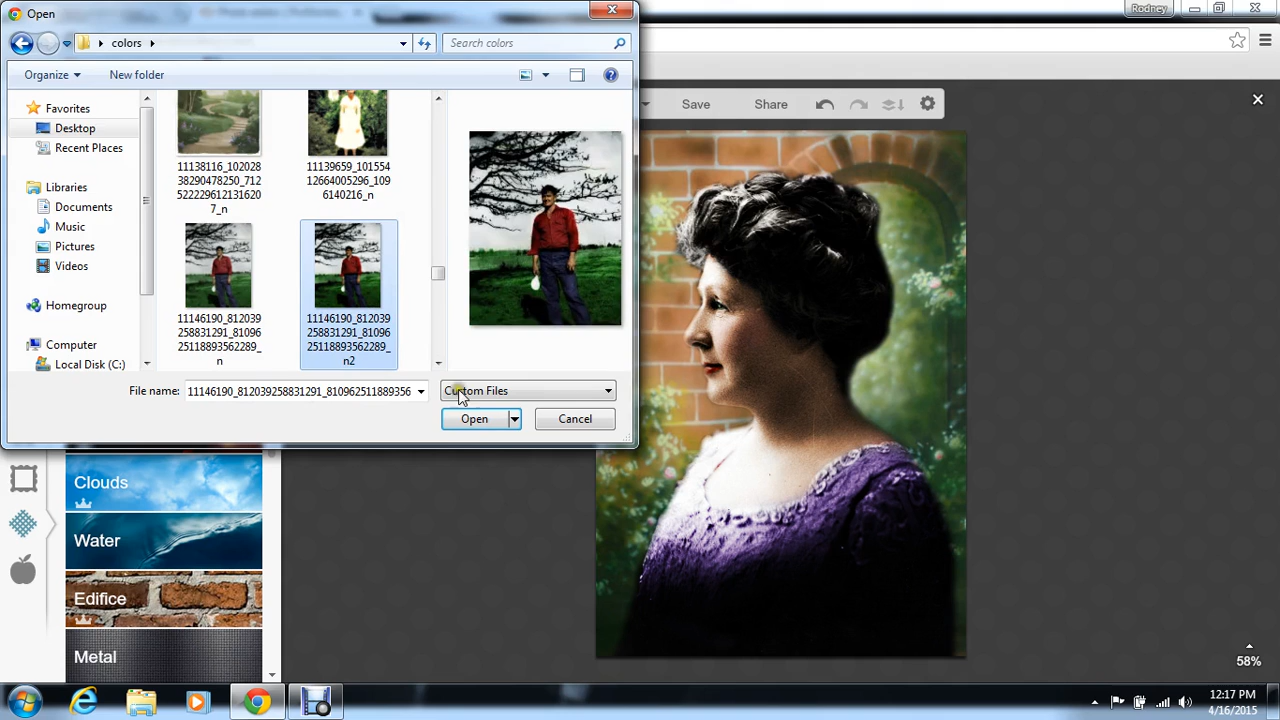 Open
Rodney
colors
Search colors
Organize
New folder
Save
Share
Favorites
Desktop
Recent Places
Libraries
Documents
Music
Pictures
Videos
Homegroup
Computer
Local Disk (C:)
11138116_102028
38290478250_712
522229612131620
7_n
11139659_101554
12664005296_109
6140216_n
11146190_812039
258831291_81096
25118893562289_
n
11146190_812039
258831291_81096
25118893562289_
n2
File name:
11146190_812039258831291_810962511889356
Custom Files
Open
Cancel
Clouds
Water
Edifice
Metal
58%
12:17 PM
4/16/2015